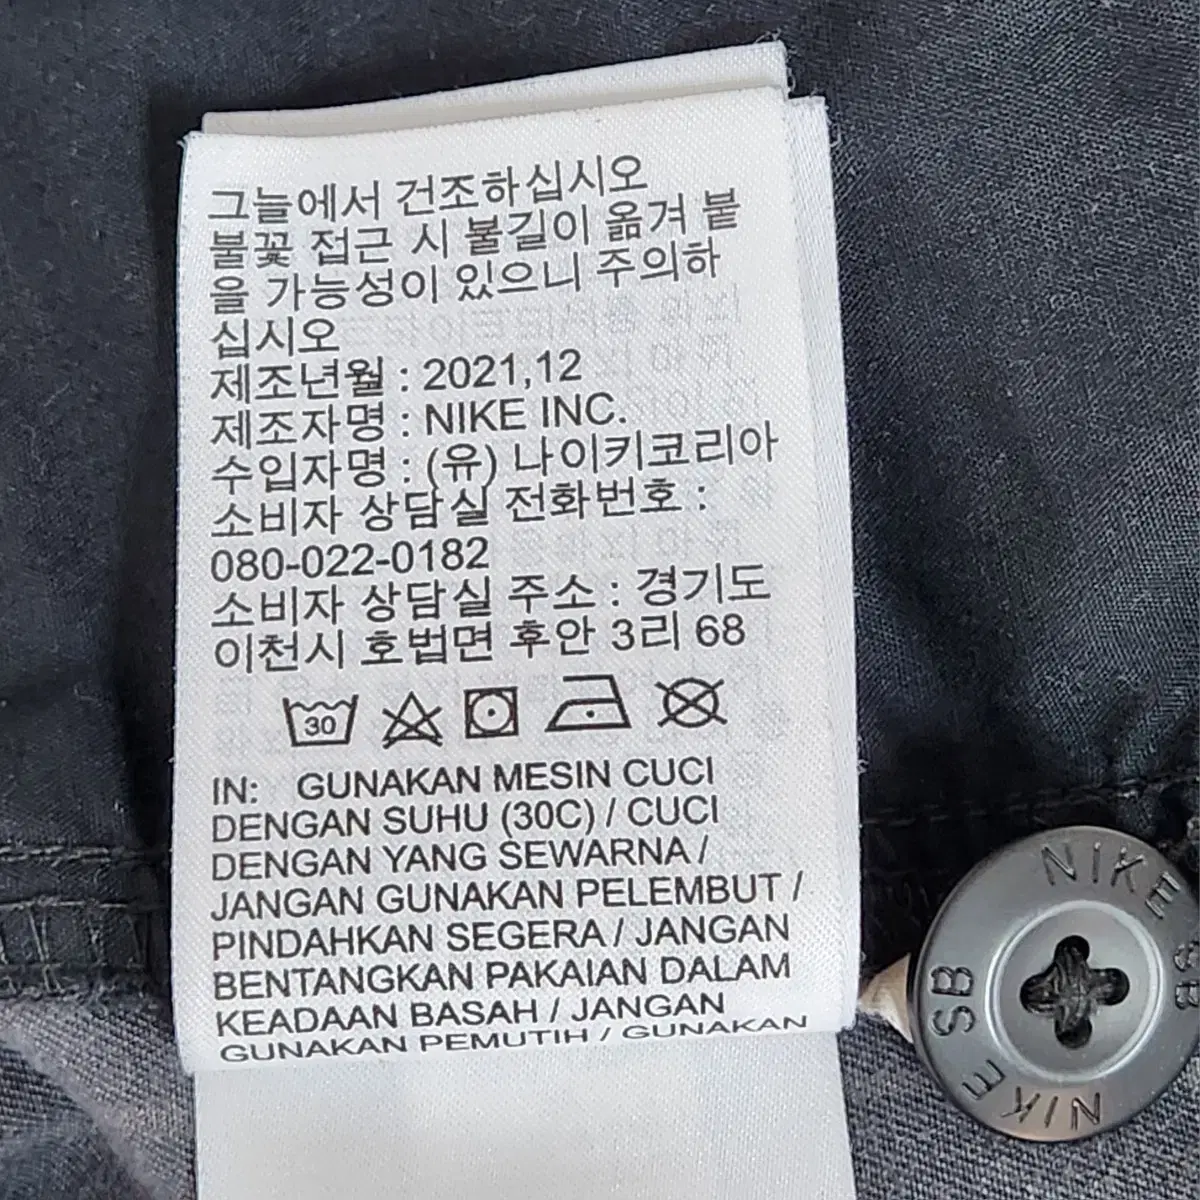 그늘에서 건조하십시오
불꽃 접근 시 불길이 옮겨 붙
을 가능성이 있으니 주의하
십시오
제조년월 : 2021,12
제조자명 : NIKE INC.
수입자명 : (유) 나이키코리아
소비자 상담실 전화번호 :
080-022-0182
소비자 상담실 주소 : 경기도
이천시 호법면 후안 3리 68
30
IN: GUNAKAN MESIN CUCI
DENGAN SUHU (30C) / CUCI
DENGAN YANG SEWARNA /
JANGAN GUNAKAN PELEMBUT /
PINDAHKAN SEGERA / JANGAN
BENTANGKAN PAKAIAN DALAM
KEADAAN BASAH / JANGAN
GUNAKAN PEMUTIH / GUNAKAN
NIKE SB
NIKE SB